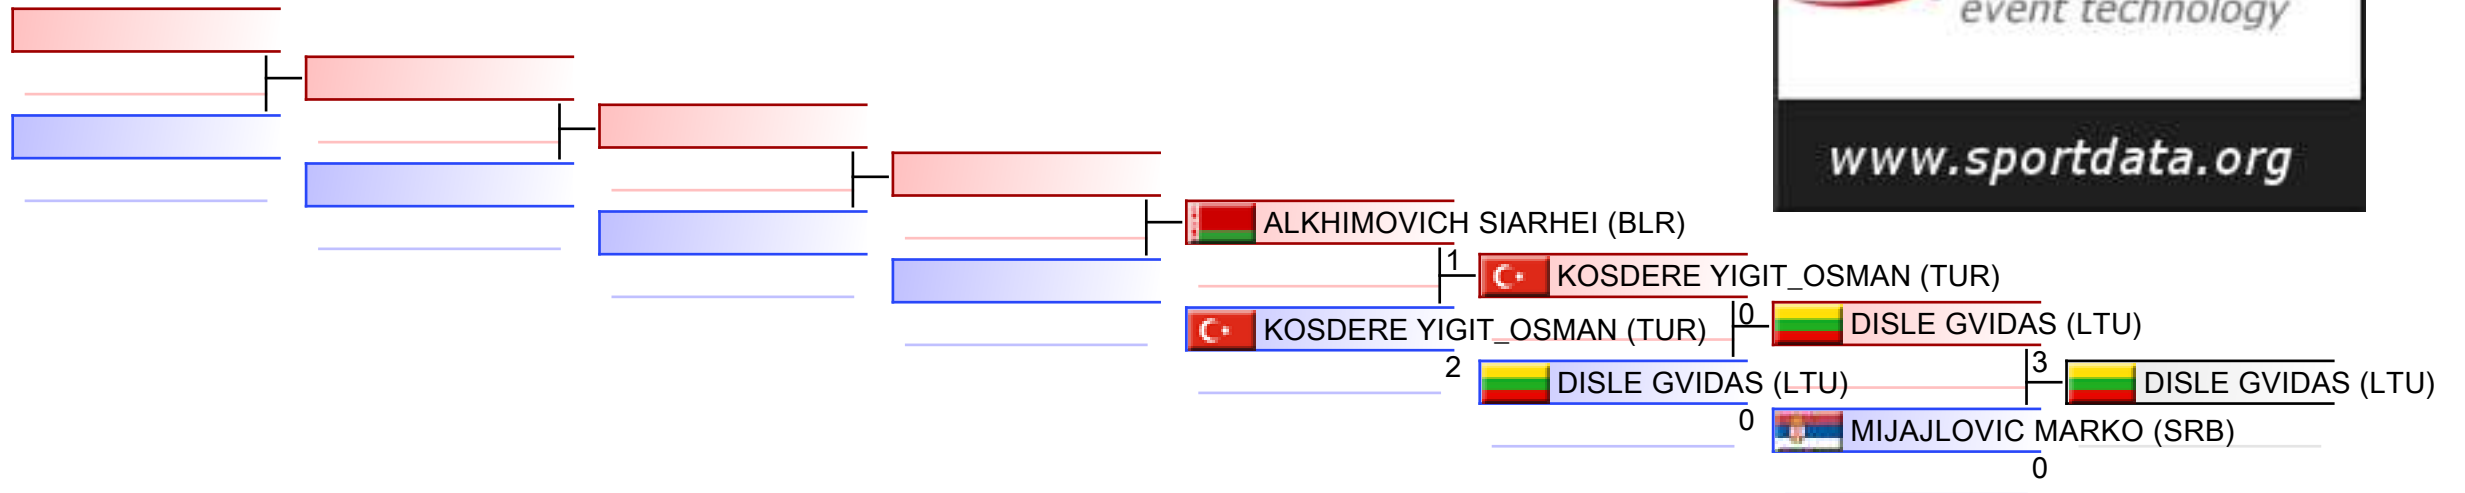 event technology
www.sportdata.org
ALKHIMOVICH SIARHEI (BLR)
1
KOSDERE YIGIT_OSMAN (TUR)
0
DISLE GVIDAS (LTU)
KOSDERE YIGIT_OSMAN (TUR)
2
3
DISLE GVIDAS (LTU)
DISLE GVIDAS (LTU)
0
MIJAJLOVIC MARKO (SRB)
0